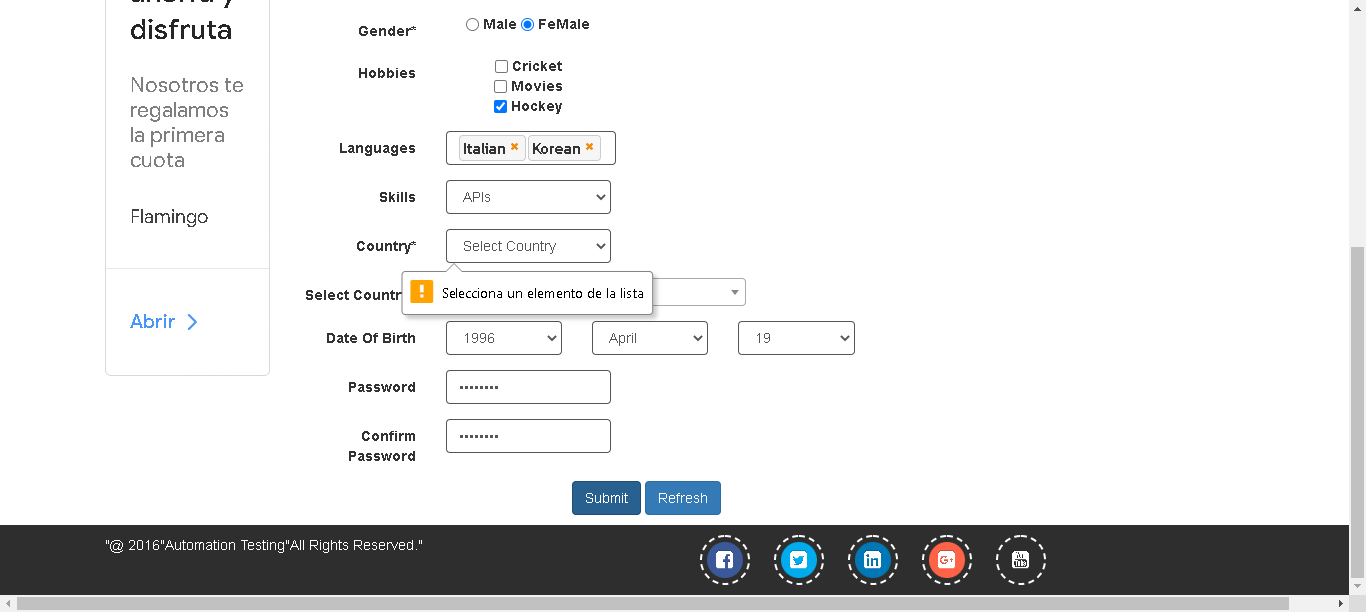 ahorra y
disfruta
Nosotros te
regalamos
la primera
cuota
Flamingo
Abrir
Gender*
Male FeMale
Hobbies
Cricket
Movies
Hockey
Languages
Italian × Korean ×
Skills
APIs
Country*
Select Country
Selecciona un elemento de la lista
Select Countr
Date Of Birth
1996 April 19
Password
••••••••
Confirm
Password
••••••••
Submit Refresh
"@ 2016"Automation Testing"All Rights Reserved."